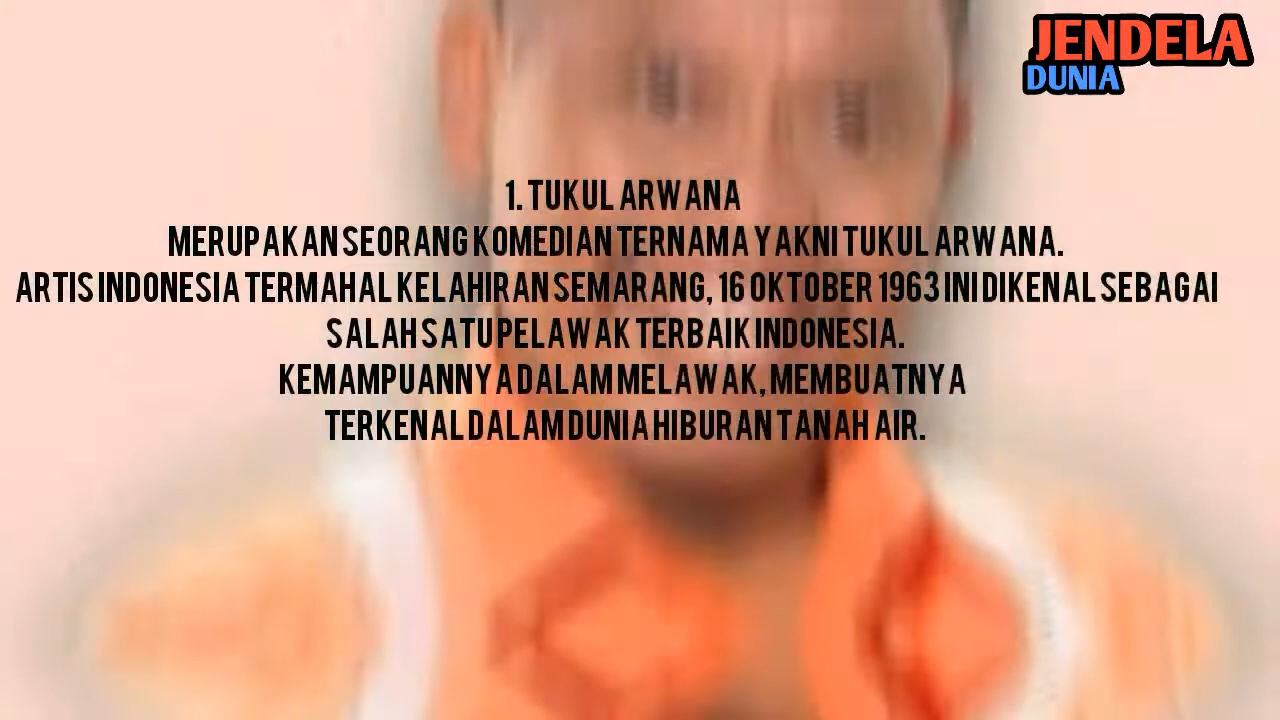 JENDELA
DUNIA
1. TUKUL ARWANA
MERUPAKAN SEORANG KOMEDIAN TERNAMA YAKNI TUKUL ARWANA.
ARTIS INDONESIA TERMAHAL KELAHIRAN SEMARANG, 16 OKTOBER 1963 INI DIKENAL SEBAGAI
SALAH SATU PELAWAK TERBAIK INDONESIA.
KEMAMPUANNYA DALAM MELAWAK, MEMBUATNYA
TERKENAL DALAM DUNIA HIBURAN TANAH AIR.